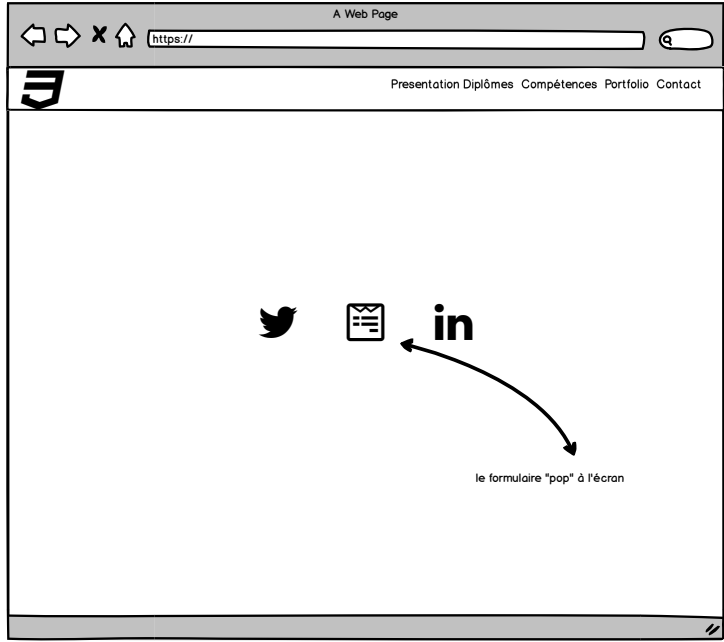 A Web Page
https://
Presentation Diplômes Compétences Portfolio Contact
in
le formulaire "pop" à l'écran